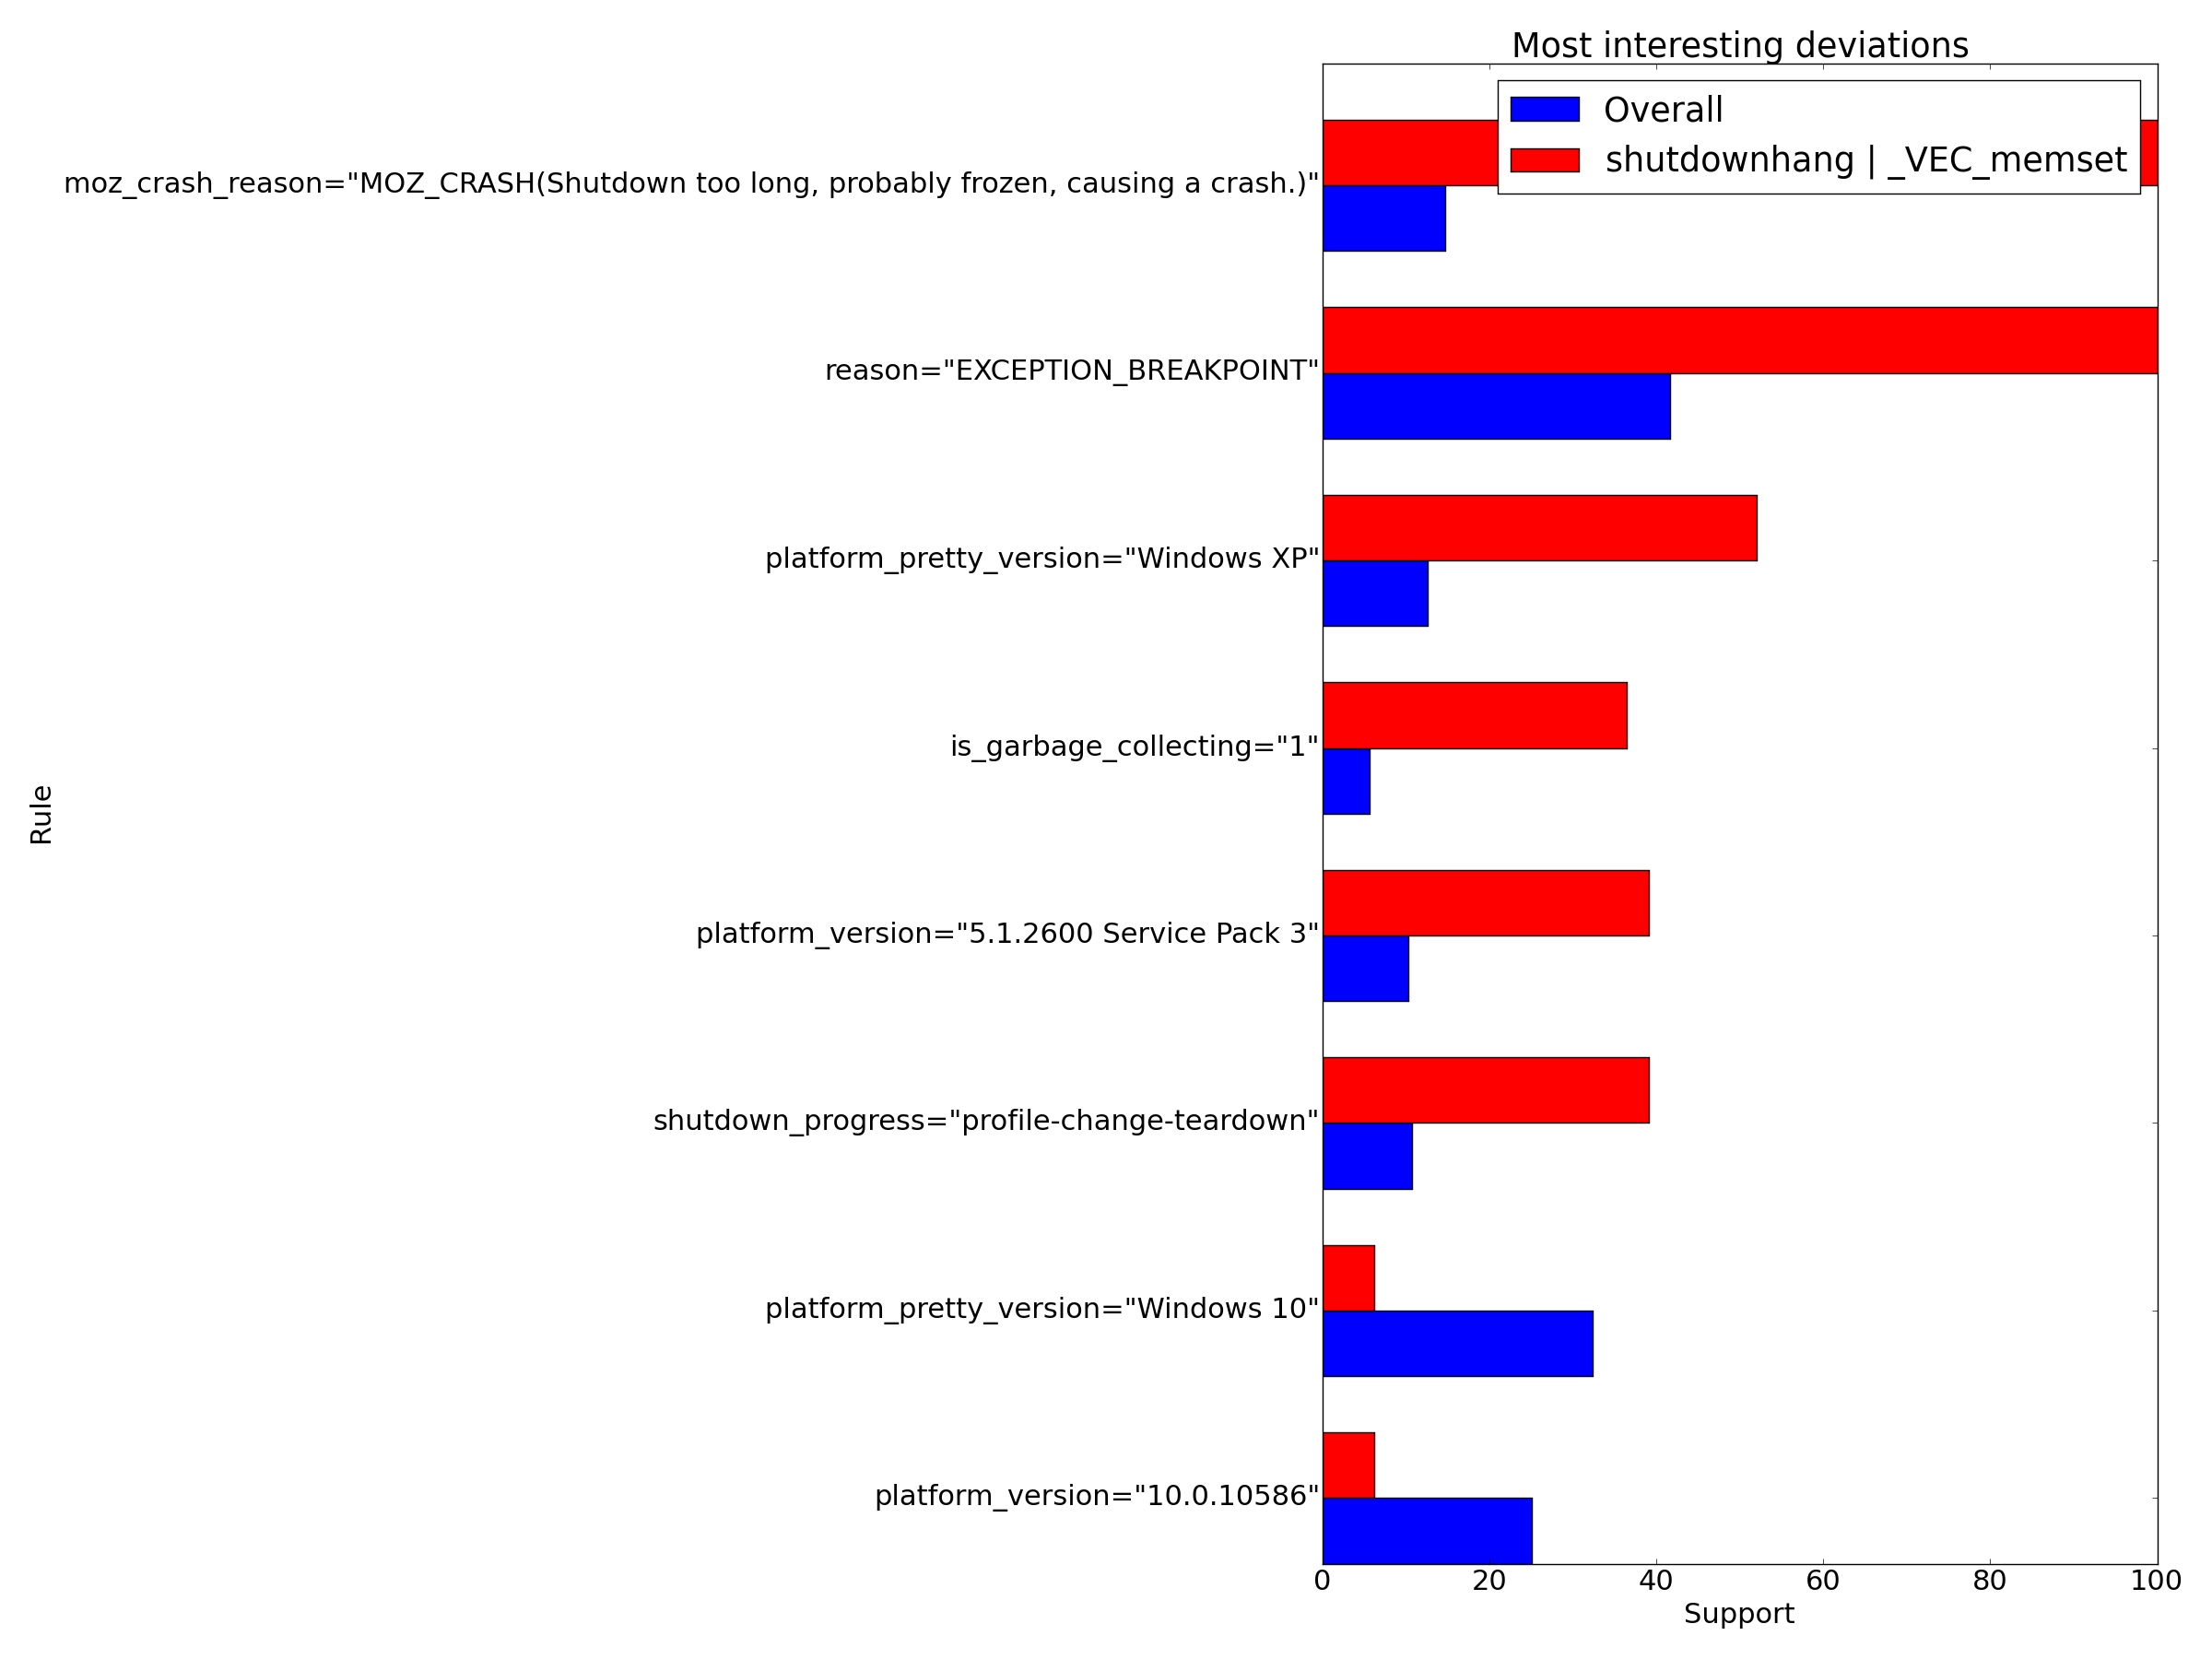 Most interesting deviations
Overall
shutdownhang | _VEC_memset
moz_crash_reason="MOZ_CRASH(Shutdown too long, probably frozen, causing a crash.)"
reason="EXCEPTION_BREAKPOINT"
platform_pretty_version="Windows XP"
is_garbage_collecting="1"
platform_version="5.1.2600 Service Pack 3"
shutdown_progress="profile-change-teardown"
platform_pretty_version="Windows 10"
platform_version="10.0.10586"
Rule
0 20 40 60 80 100
Support